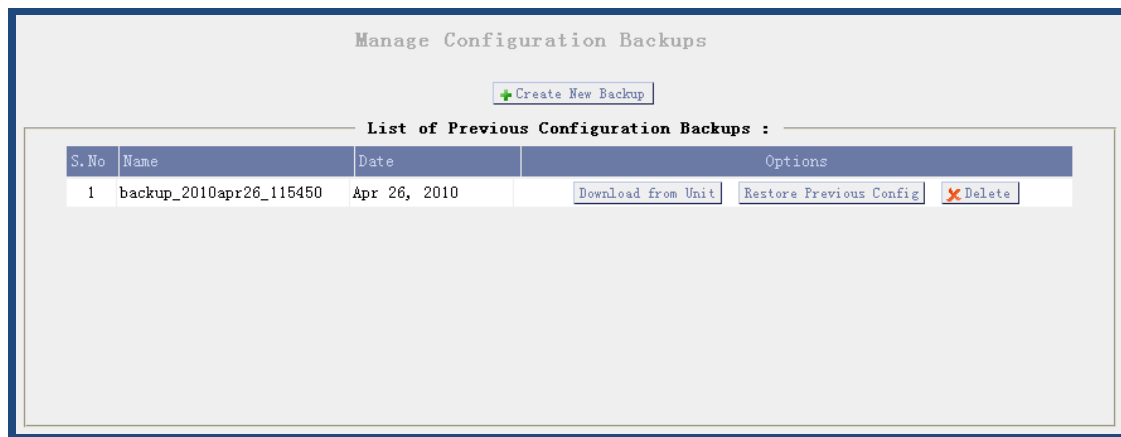 Manage Configuration Backups
Create New Backup
List of Previous Configuration Backups :
S.No Name Date Options
1 backup_2010apr26_115450 Apr 26, 2010 Download from Unit Restore Previous Config Delete